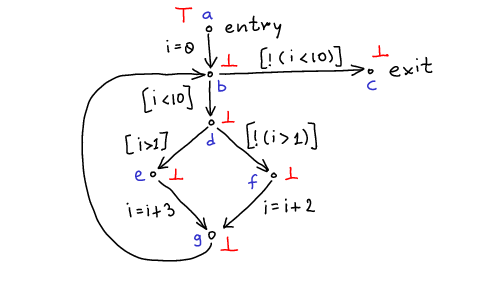 ⊤ a entry
i=0
⊥ [!(i<10)] ⊥
b c exit
[i<10]
⊥
d
[i>1] [!(i>1)]
e ⊥ f ⊥
i=i+3 i=i+2
g ⊥